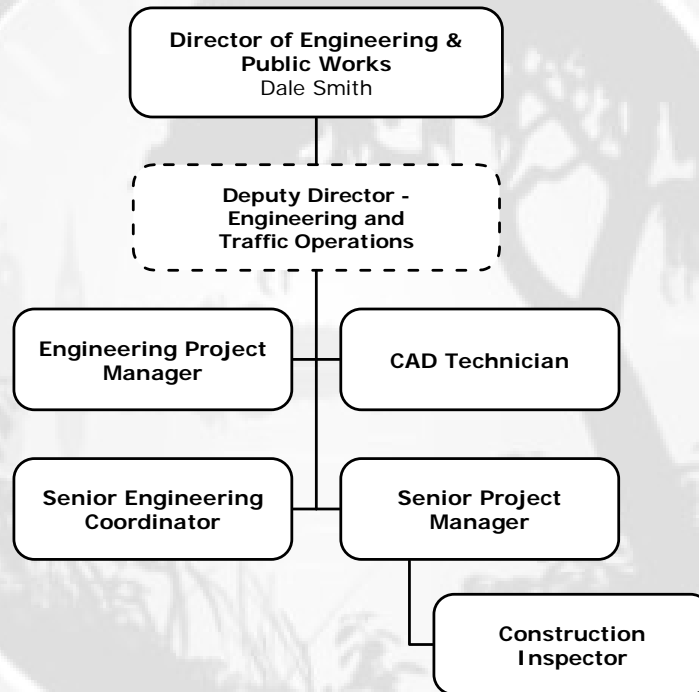 Director of Engineering &
Public Works
Dale Smith
Deputy Director -
Engineering and
Traffic Operations
Engineering Project
Manager
CAD Technician
Senior Engineering
Coordinator
Senior Project
Manager
Construction
Inspector